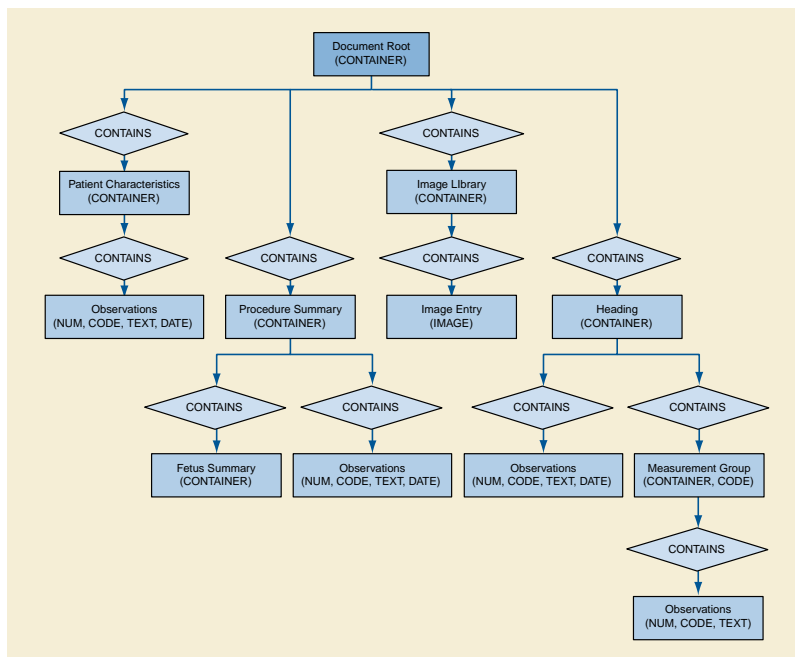 Document Root
(CONTAINER)
CONTAINS
CONTAINS
Patient Characteristics
(CONTAINER)
Image LIbrary
(CONTAINER)
CONTAINS
CONTAINS
CONTAINS
CONTAINS
Observations
(NUM, CODE, TEXT, DATE)
Procedure Summary
(CONTAINER)
Image Entry
(IMAGE)
Heading
(CONTAINER)
CONTAINS
CONTAINS
CONTAINS
CONTAINS
Fetus Summary
(CONTAINER)
Observations
(NUM, CODE, TEXT, DATE)
Observations
(NUM, CODE, TEXT, DATE)
Measurement Group
(CONTAINER, CODE)
CONTAINS
Observations
(NUM, CODE, TEXT)